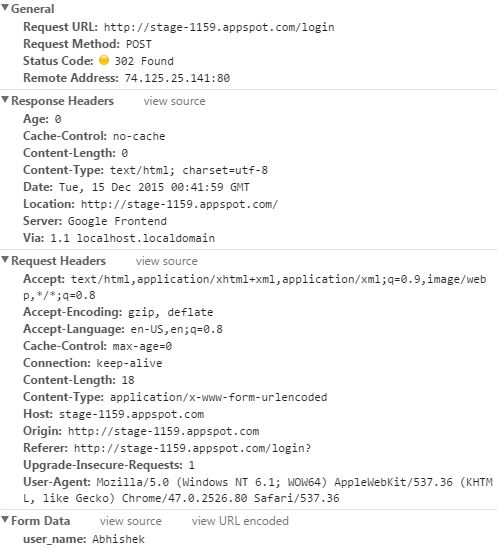 General
Request URL: http://stage-1159.appspot.com/login
Request Method: POST
Status Code: 302 Found
Remote Address: 74.125.25.141:80
Response Headers view source
Age: 0
Cache-Control: no-cache
Content-Length: 0
Content-Type: text/html; charset=utf-8
Date: Tue, 15 Dec 2015 00:41:59 GMT
Location: http://stage-1159.appspot.com/
Server: Google Frontend
Via: 1.1 localhost.localdomain
Request Headers view source
Accept: text/html,application/xhtml+xml,application/xml;q=0.9,image/web
p,*/*;q=0.8
Accept-Encoding: gzip, deflate
Accept-Language: en-US,en;q=0.8
Cache-Control: max-age=0
Connection: keep-alive
Content-Length: 18
Content-Type: application/x-www-form-urlencoded
Host: stage-1159.appspot.com
Origin: http://stage-1159.appspot.com
Referer: http://stage-1159.appspot.com/login?
Upgrade-Insecure-Requests: 1
User-Agent: Mozilla/5.0 (Windows NT 6.1; WOW64) AppleWebKit/537.36 (KHTM
L, like Gecko) Chrome/47.0.2526.80 Safari/537.36
Form Data view source view URL encoded
user_name: Abhishek